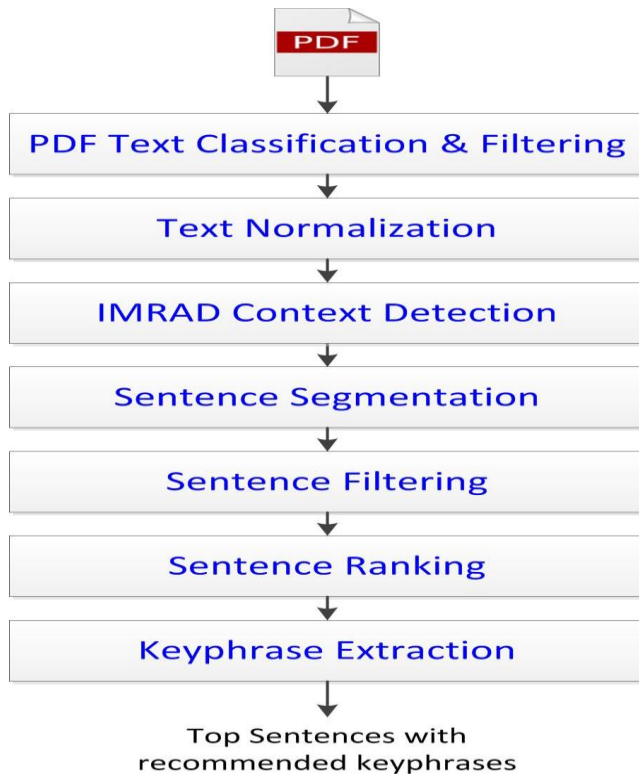 PDF
PDF Text Classification & Filtering
Text Normalization
IMRAD Context Detection
Sentence Segmentation
Sentence Filtering
Sentence Ranking
Keyphrase Extraction
Top Sentences with
recommended keyphrases